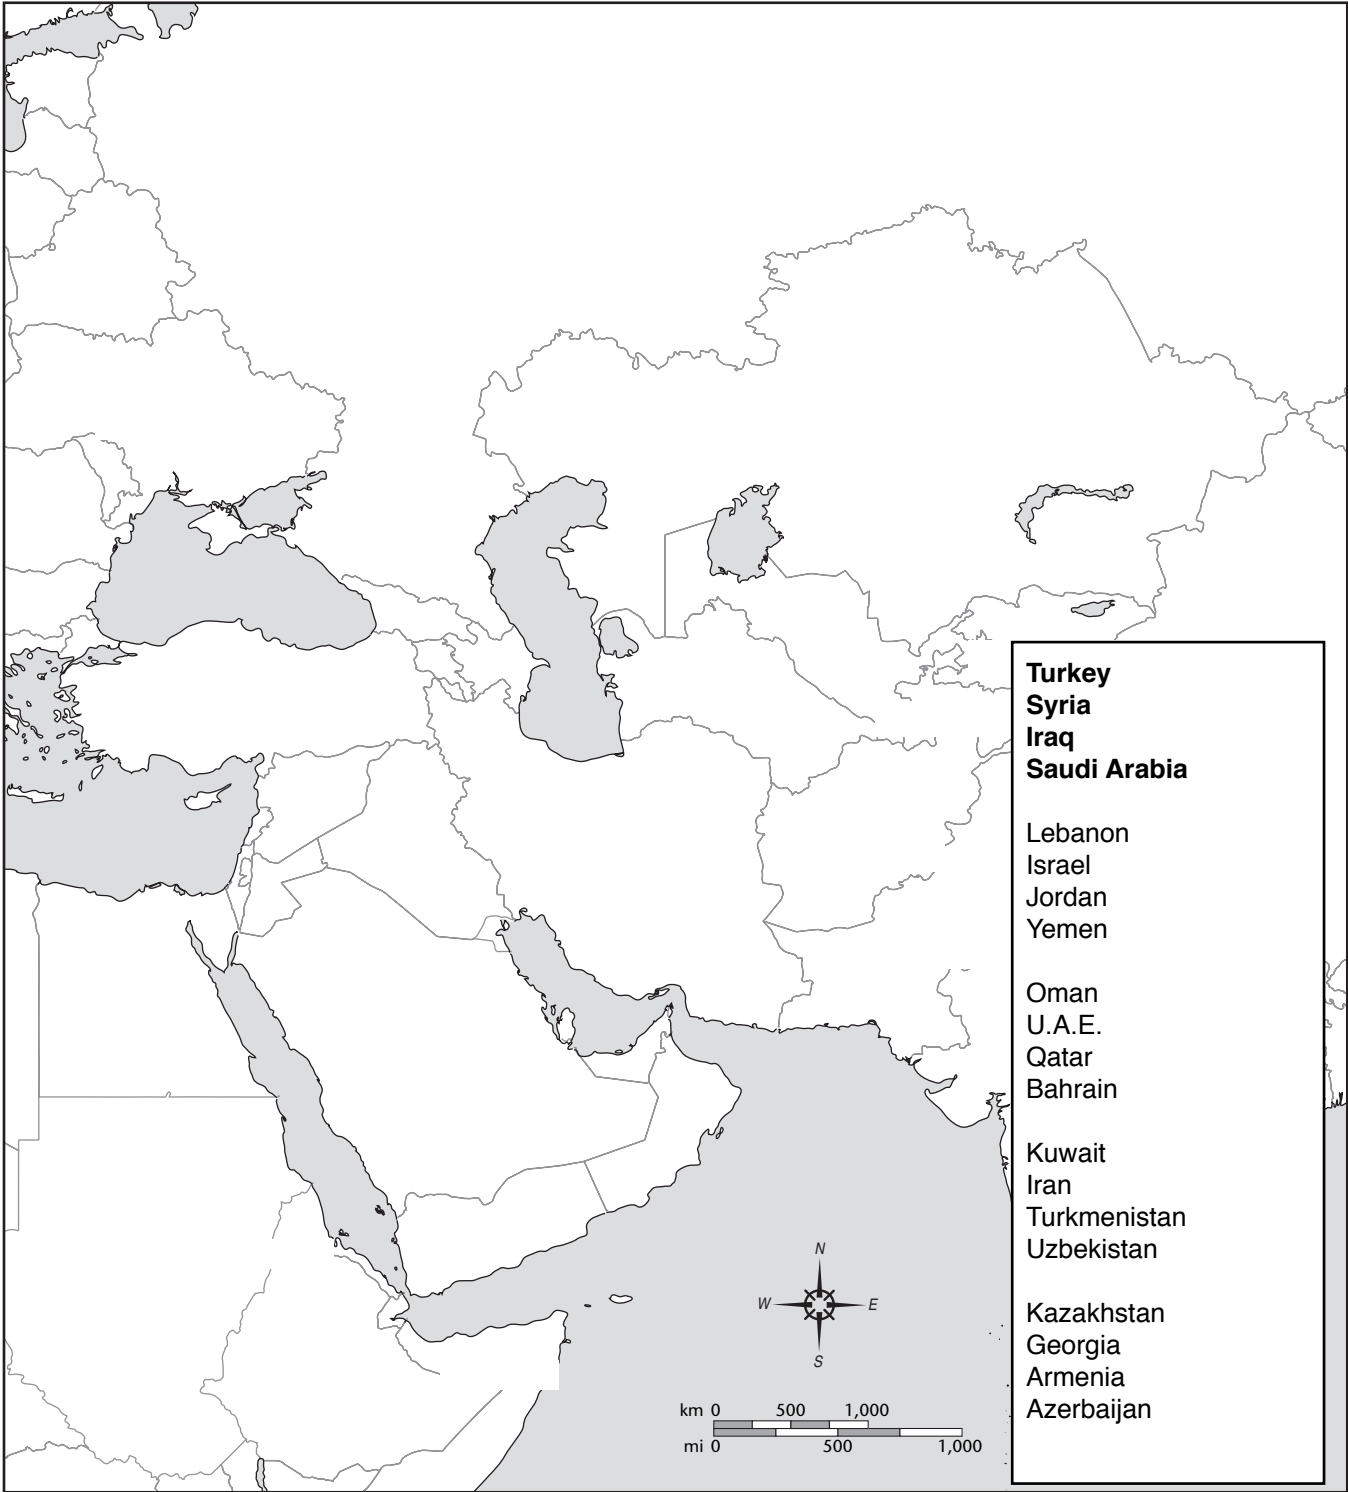 Turkey
Syria
Iraq
Saudi Arabia
Lebanon
Israel
Jordan
Yemen
Oman
U.A.E.
Qatar
Bahrain
Kuwait
Iran
Turkmenistan
Uzbekistan
Kazakhstan
Georgia
Armenia
Azerbaijan
N
W E
S
km 0 500 1,000
mi 0 500 1,000